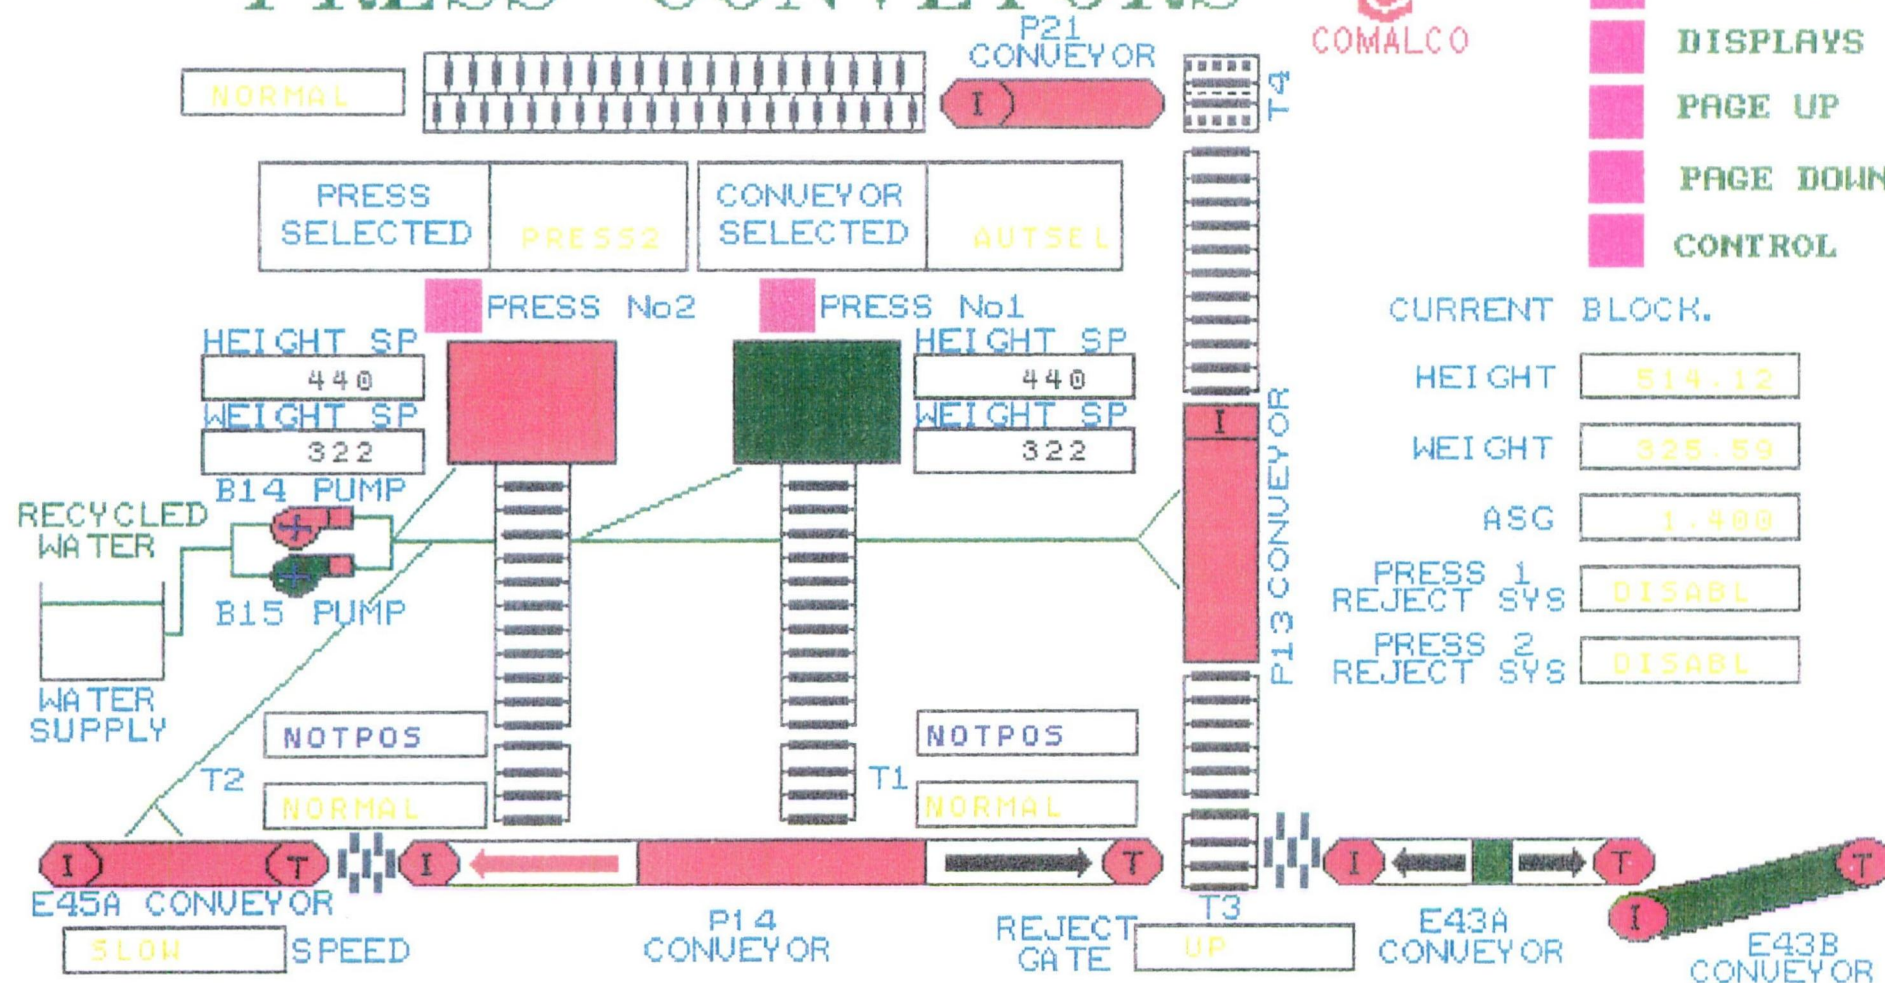 PRESS CONVEYORS
COMALCO
DISPLAYS
PAGE UP
PAGE DOWN
CONTROL
P21
CONVEYOR
I
T4
NORMAL
PRESS
SELECTED
PRESS2
CONVEYOR
SELECTED
AUTSEL
PRESS No2
PRESS No1
HEIGHT SP
440
WEIGHT SP
322
HEIGHT SP
440
WEIGHT SP
322
I
P13 CONVEYOR
CURRENT BLOCK.
HEIGHT 514.12
WEIGHT 325.59
ASG 1.400
PRESS 1
REJECT SYS DISABL
PRESS 2
REJECT SYS DISABL
B14 PUMP
RECYCLED
WATER
B15 PUMP
WATER
SUPPLY
NOTPOS
T2
NORMAL
NOTPOS
T1
NORMAL
I T
E45A CONVEYOR
SLOW SPEED
I T
P14
CONVEYOR
T3
REJECT
GATE UP
I T
E43A
CONVEYOR
I T
E43B
CONVEYOR